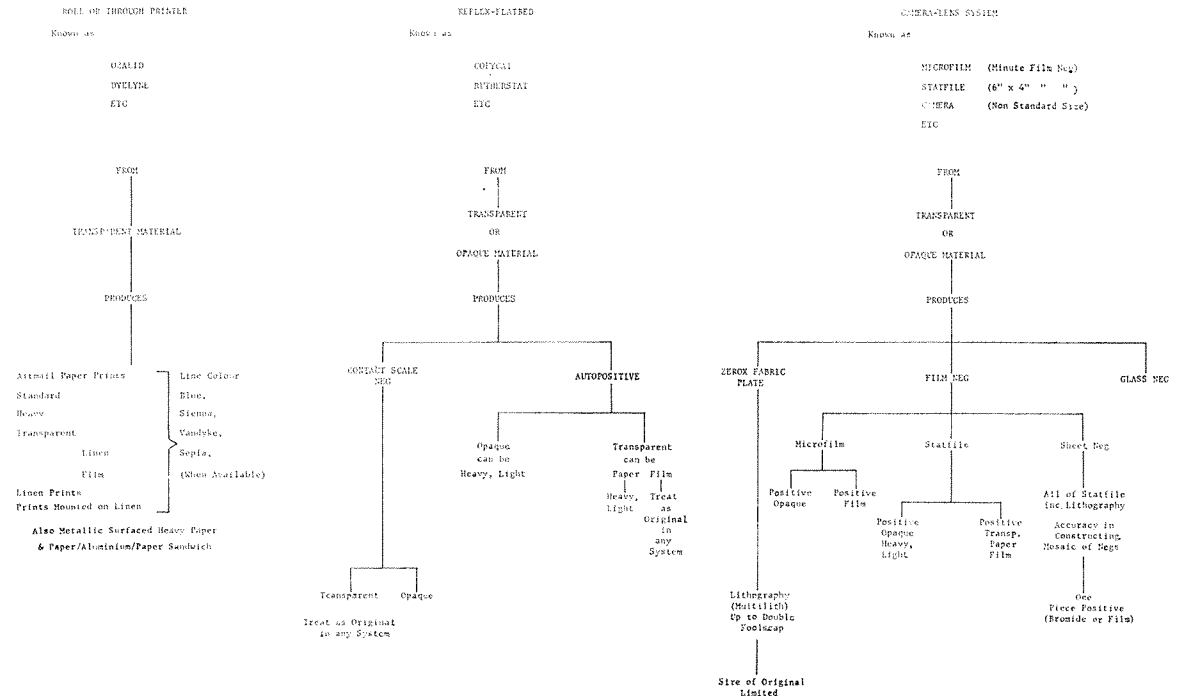 ROLL OR THROUGH PRINTER
Known as
OZALID
DYELYNE
ETC
FROM
TRANSPARENT MATERIAL
PRODUCES
Airmail Paper Prints
Standard
Heavy
Transparent
Linen
Film
Linen Prints
Prints Mounted on Linen
Line Colour
Blue,
Sienna,
Vandyke,
Sepia,
(When Available)
Also Metallic Surfaced Heavy Paper
& Paper/Aluminium/Paper Sandwich
REFLEX-FLATBED
Known as
COPYCAT
RUTHERSTAT
ETC
FROM
TRANSPARENT
OR
OPAQUE MATERIAL
PRODUCES
CONTACT SCALE
NEG
Transparent
Opaque
Treat as Original
in any System
AUTOPOSITIVE
Opaque
can be
Heavy, Light
Transparent
can be
Paper Film
Heavy,
Light
Treat
as
Original
in
any
System
CAMERA-LENS SYSTEM
Known as
MICROFILM (Minute Film Neg)
STATFILE (6" x 4" " " )
CAMERA (Non Standard Size)
ETC
FROM
TRANSPARENT
OR
OPAQUE MATERIAL
PRODUCES
ZEROX FABRIC
PLATE
Lithography
(Multilith)
Up to Double
Foolscap
Size of Original
Limited
FILM NEG
Microfilm
Positive
Opaque
Positive
Film
Statfile
Positive
Opaque
Heavy,
Light
Positive
Transp.
Paper
Film
Sheet Neg
All of Statfile
inc. Lithography
Accuracy in
Constructing
Mosaic of Negs
One
Piece Positive
(Bromide or Film)
GLASS NEG